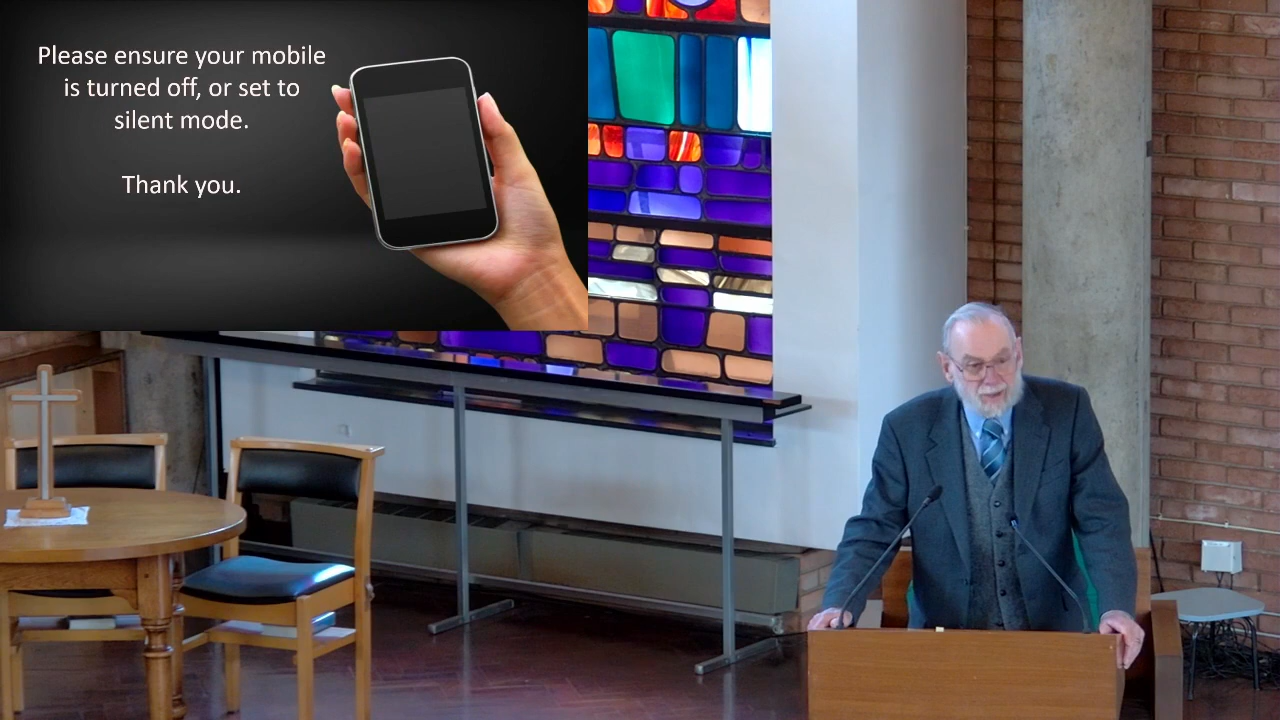 Please ensure your mobile
is turned off, or set to
silent mode.
Thank you.